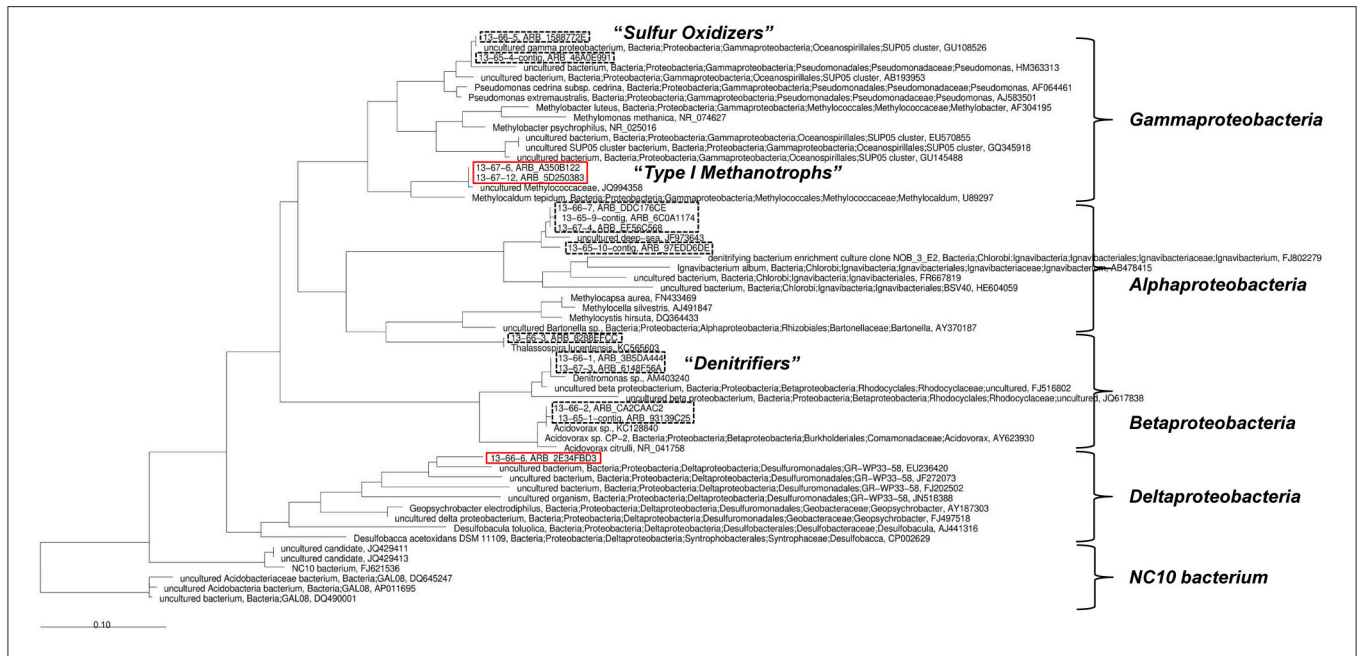 "Sulfur Oxidizers"
13-66-5, ARB_1588772E
uncultured gamma proteobacterium, Bacteria;Proteobacteria;Gammaproteobacteria;Oceanospirillales;SUP05 cluster, GU108526
13-65-4-contig, ARB_46A0E991
uncultured bacterium, Bacteria;Proteobacteria;Gammaproteobacteria;Pseudomonadales;Pseudomonadaceae;Pseudomonas, HM363313
uncultured bacterium, Bacteria;Proteobacteria;Gammaproteobacteria;Oceanospirillales;SUP05 cluster, AB193953
Pseudomonas cedrina subsp. cedrina, Bacteria;Proteobacteria;Gammaproteobacteria;Pseudomonadales;Pseudomonadaceae;Pseudomonas, AF064461
Pseudomonas extremaustralis, Bacteria;Proteobacteria;Gammaproteobacteria;Pseudomonadales;Pseudomonadaceae;Pseudomonas, AJ583501
Methylobacter luteus, Bacteria;Proteobacteria;Gammaproteobacteria;Methylococcales;Methylococcaceae;Methylobacter, AF304195
Methylomonas methanica, NR_074627
Gammaproteobacteria
Methylobacter psychrophilus, NR_025016
uncultured bacterium, Bacteria;Proteobacteria;Gammaproteobacteria;Oceanospirillales;SUP05 cluster, EU570855
uncultured SUP05 cluster bacterium, Bacteria;Proteobacteria;Gammaproteobacteria;Oceanospirillales;SUP05 cluster, GQ345918
uncultured bacterium, Bacteria;Proteobacteria;Gammaproteobacteria;Oceanospirillales;SUP05 cluster, GU145488
13-67-6, ARB_A350B122
"Type I Methanotrophs"
13-67-12, ARB_5D250383
uncultured Methylococcaceae, JQ994358
Methylocaldum tepidum, Bacteria;Proteobacteria;Gammaproteobacteria;Methylococcales;Methylococcaceae;Methylocaldum, U89297
13-66-7, ARB_DDC176CE
13-65-9-contig, ARB_6C0A1174
13-67-4, ARB_EF56C568
uncultured deep-sea, JF973643
13-65-10-contig, ARB_97EDD6DE
denitrifying bacterium enrichment culture clone NOB_3_E2, Bacteria;Chlorobi;Ignavibacteria;Ignavibacteriales;Ignavibacteriaceae;Ignavibacterium, FJ802279
Ignavibacterium album, Bacteria;Chlorobi;Ignavibacteria;Ignavibacteriales;Ignavibacteriaceae;Ignavibacterium, AB478415
uncultured bacterium, Bacteria;Chlorobi;Ignavibacteria;Ignavibacteriales, FR667819
Alphaproteobacteria
uncultured bacterium, Bacteria;Chlorobi;Ignavibacteria;Ignavibacteriales;BSV40, HE604059
Methylocapsa aurea, FN433469
Methylocella silvestris, AJ491847
Methylocystis hirsuta, DQ364433
uncultured Bartonella sp., Bacteria;Proteobacteria;Alphaproteobacteria;Rhizobiales;Bartonellaceae;Bartonella, AY370187
13-66-3, ARB_8288EFCC
Thalassospira lucentensis, KC565603
"Denitrifiers"
13-66-1, ARB_3B5DA444
13-67-3, ARB_6148F56A
Denitromonas sp., AM403240
uncultured beta proteobacterium, Bacteria;Proteobacteria;Betaproteobacteria;Rhodocyclales;Rhodocyclaceae;uncultured, FJ516802
uncultured beta proteobacterium, Bacteria;Proteobacteria;Betaproteobacteria;Rhodocyclales;Rhodocyclaceae;uncultured, JQ617838
13-66-2, ARB_CA2CAAC2
13-65-1-contig, ARB_93139C25
Betaproteobacteria
Acidovorax sp., KC128840
Acidovorax sp. CP-2, Bacteria;Proteobacteria;Betaproteobacteria;Burkholderiales;Comamonadaceae;Acidovorax, AY623930
Acidovorax citrulli, NR_041758
13-66-6, ARB_2E34FBD3
uncultured bacterium, Bacteria;Proteobacteria;Deltaproteobacteria;Desulfuromonadales;GR-WP33-58, EU236420
uncultured bacterium, Bacteria;Proteobacteria;Deltaproteobacteria;Desulfuromonadales;GR-WP33-58, JF272073
uncultured bacterium, Bacteria;Proteobacteria;Deltaproteobacteria;Desulfuromonadales;GR-WP33-58, FJ202502
uncultured organism, Bacteria;Proteobacteria;Deltaproteobacteria;Desulfuromonadales;GR-WP33-58, JN518388
Deltaproteobacteria
Geopsychrobacter electrodiphilus, Bacteria;Proteobacteria;Deltaproteobacteria;Desulfuromonadales;Geobacteraceae;Geopsychrobacter, AY187303
uncultured delta proteobacterium, Bacteria;Proteobacteria;Deltaproteobacteria;Desulfuromonadales;Geobacteraceae;Geopsychrobacter, FJ497518
Desulfobacula toluolica, Bacteria;Proteobacteria;Deltaproteobacteria;Desulfobacterales;Desulfobacteraceae;Desulfobacula, AJ441316
Desulfobacca acetoxidans DSM 11109, Bacteria;Proteobacteria;Deltaproteobacteria;Syntrophobacterales;Syntrophaceae;Desulfobacca, CP002629
uncultured candidate, JQ429411
uncultured candidate, JQ429413
NC10 bacterium, FJ621536
NC10 bacterium
uncultured Acidobacteriaceae bacterium, Bacteria;GAL08, DQ645247
uncultured Acidobacteria bacterium, Bacteria;GAL08, AP011695
uncultured bacterium, Bacteria;GAL08, DQ490001
0.10